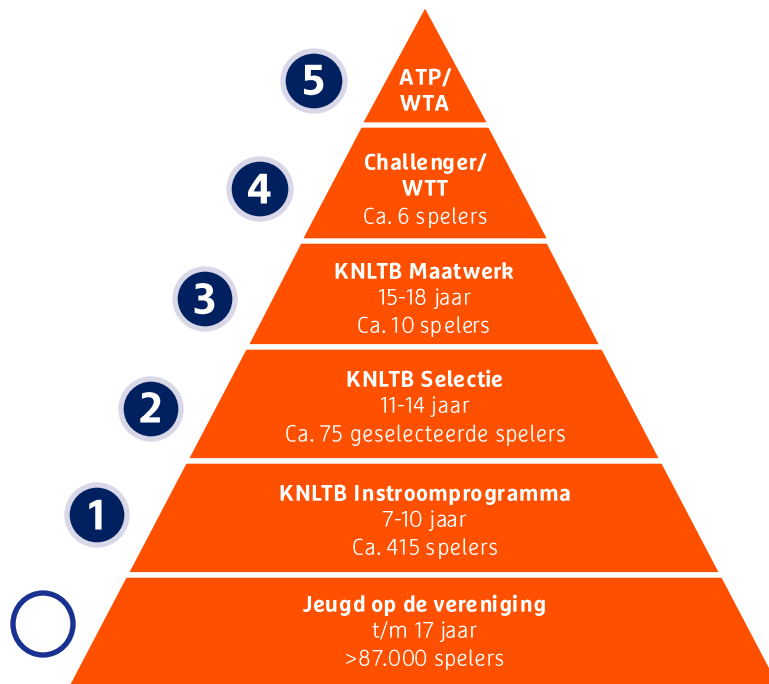 5
ATP/
WTA
4
Challenger/
WTT
Ca. 6 spelers
3
KNLTB Maatwerk
15-18 jaar
Ca. 10 spelers
2
KNLTB Selectie
11-14 jaar
Ca. 75 geselecteerde spelers
1
KNLTB Instroomprogramma
7-10 jaar
Ca. 415 spelers
Jeugd op de vereniging
t/m 17 jaar
>87.000 spelers